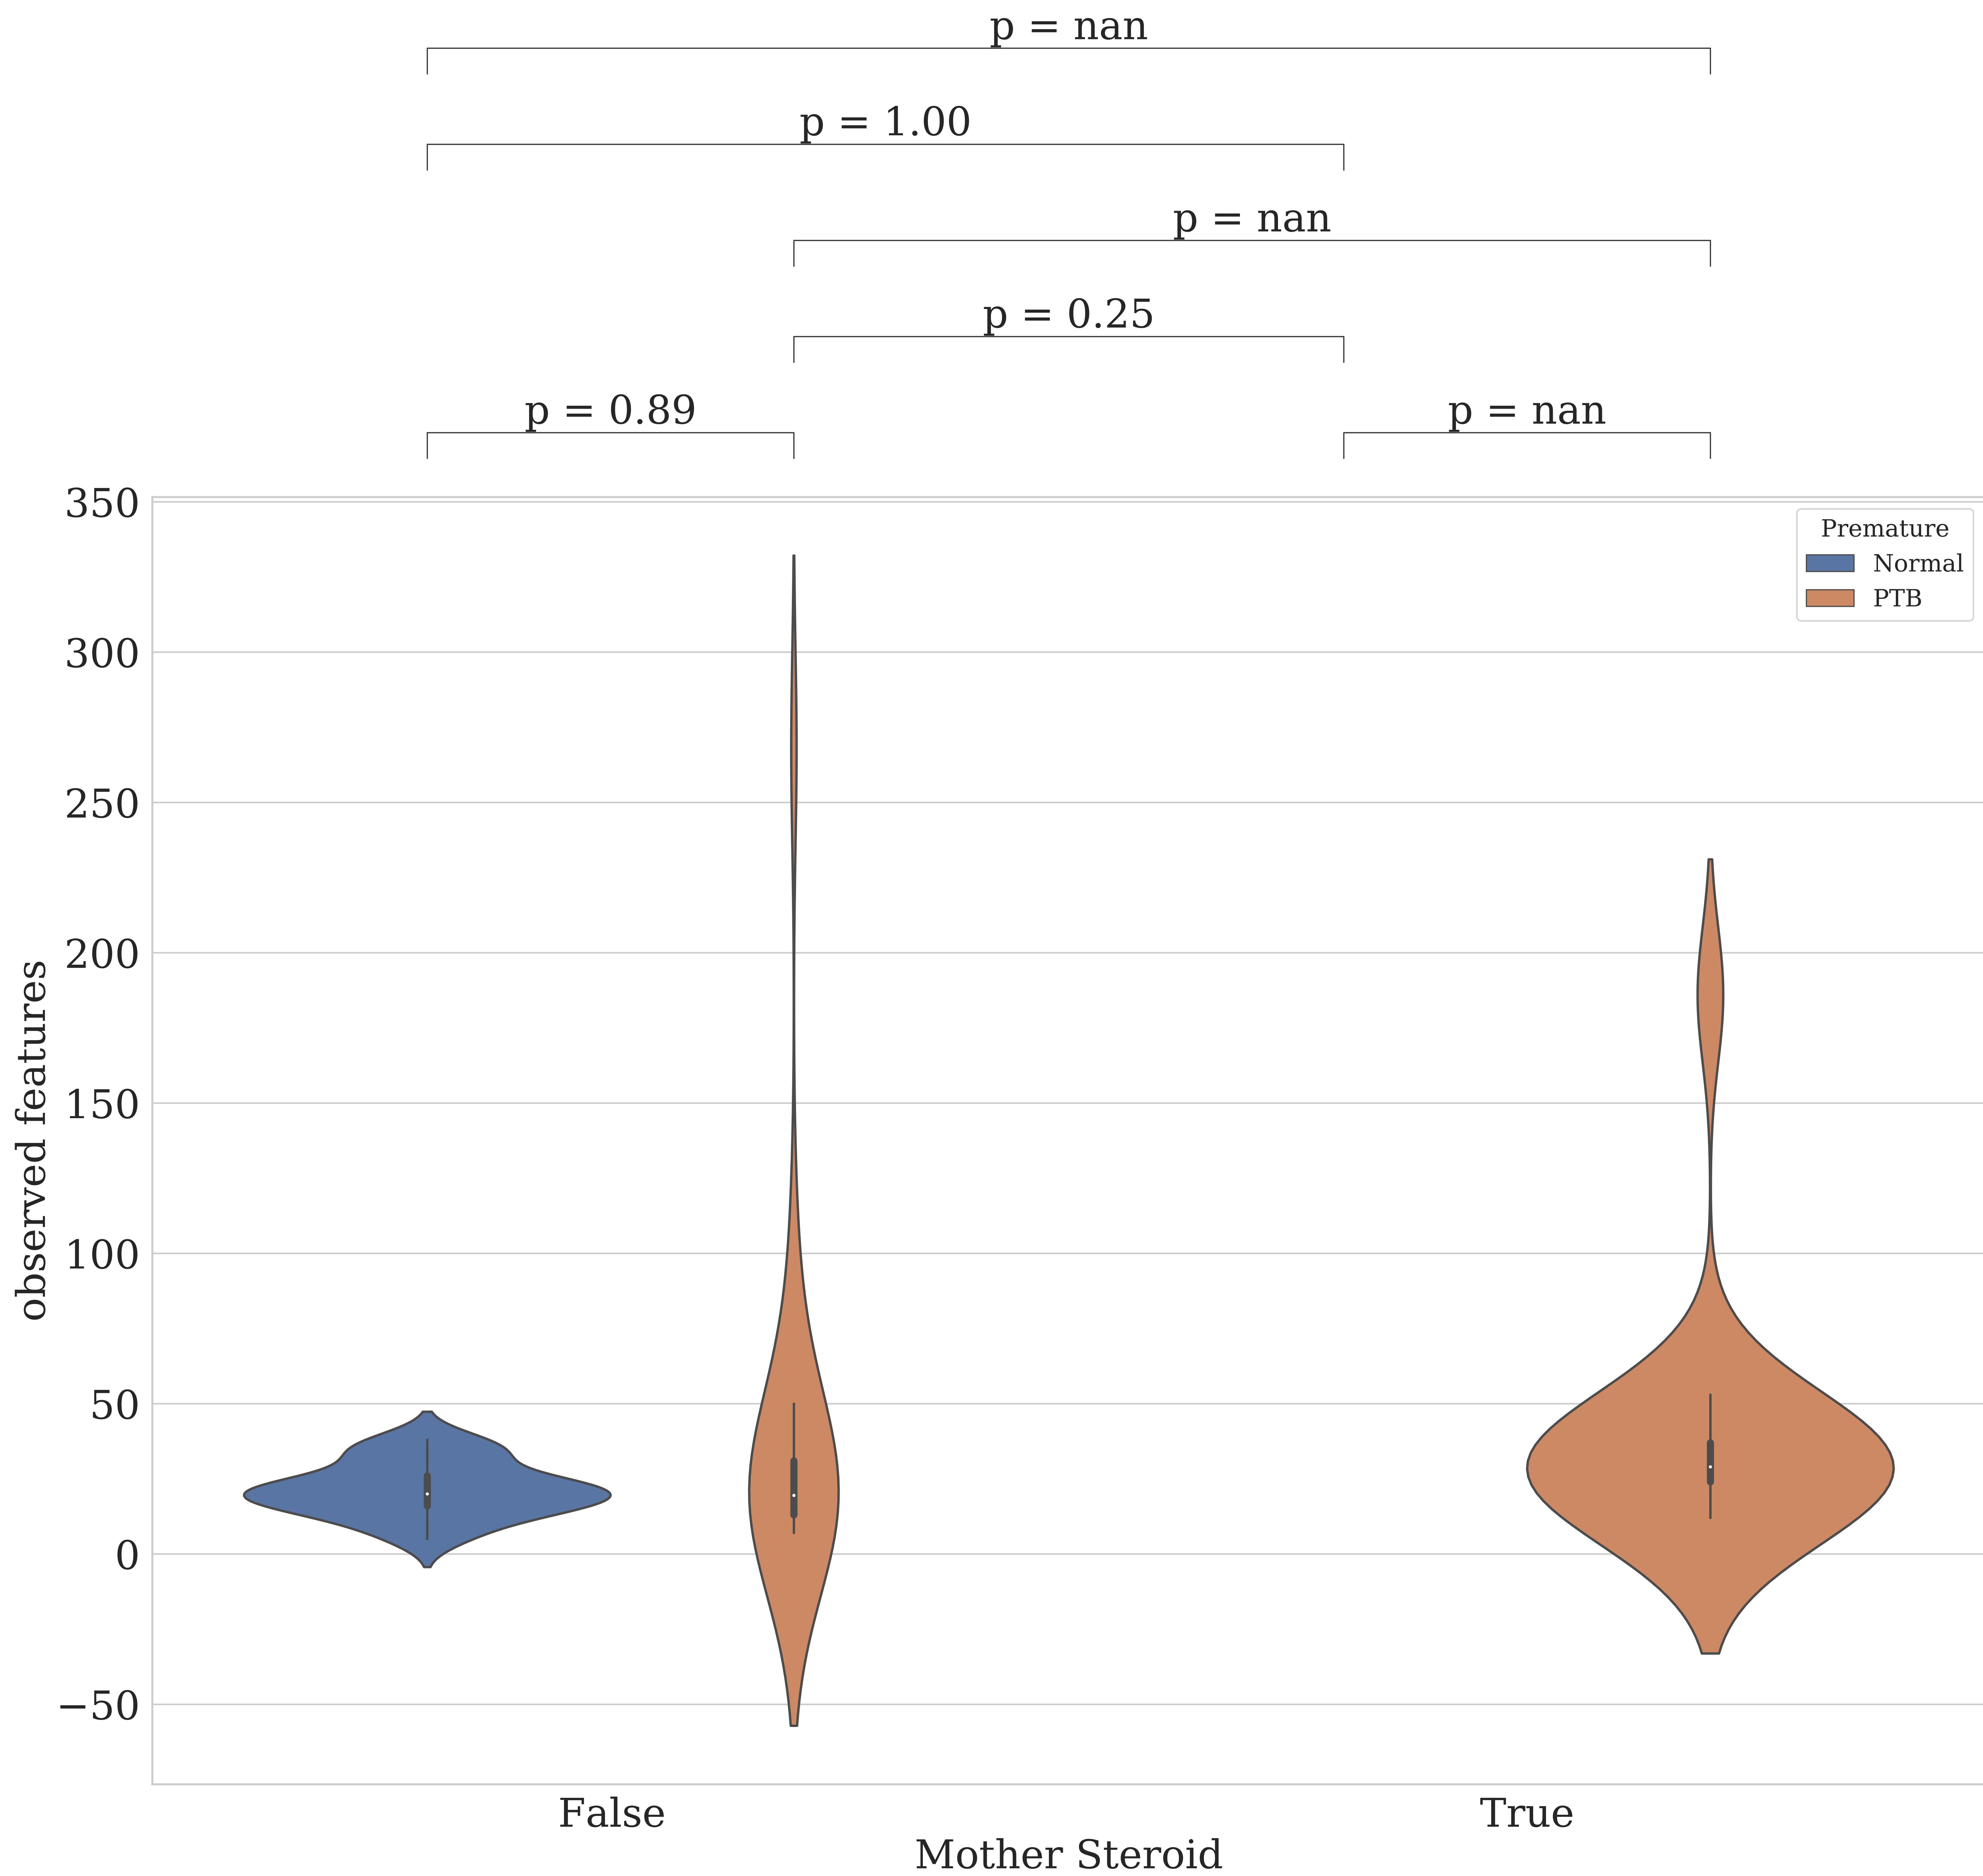 p = nan
p = 1.00
p = nan
p = 0.25
p = 0.89
p = nan
350
300
250
200
150
100
50
0
−50
observed features
Premature
Normal
PTB
False
True
Mother Steroid